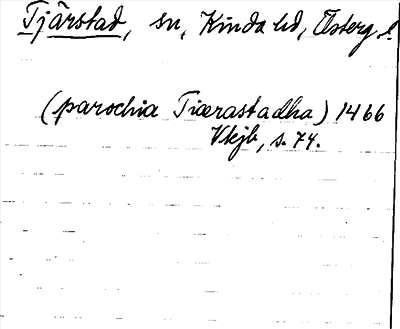 Tjärstad, sn, Kinda hd, Österg. l.
(parochia Tiærastadha) 1466
Vkjb, s. 74.